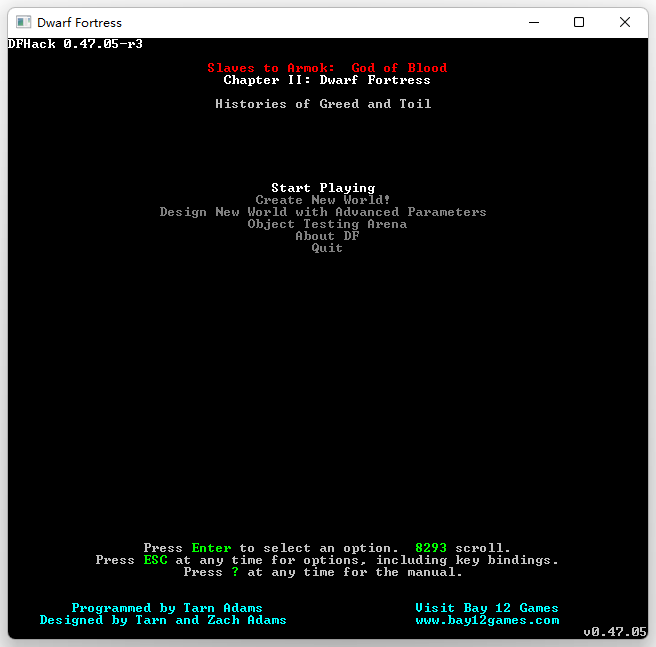 Dwarf Fortress
DFHack 0.47.05-r3
Slaves to Armok:  God of Blood
Chapter II: Dwarf Fortress
Histories of Greed and Toil
Start Playing
Create New World!
Design New World with Advanced Parameters
Object Testing Arena
About DF
Quit
Press Enter to select an option.  8293 scroll.
Press ESC at any time for options, including key bindings.
Press ? at any time for the manual.
Programmed by Tarn Adams
Designed by Tarn and Zach Adams
Visit Bay 12 Games
www.bay12games.com
v0.47.05